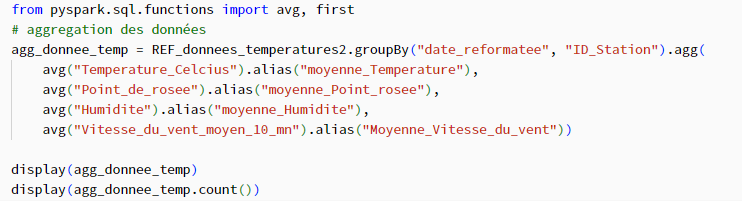 from pyspark.sql.functions import avg, first
# aggregation des données
agg_donnee_temp = REF_donnees_temperatures2.groupBy("date_reformatee", "ID_Station").agg(
    avg("Temperature_Celcius").alias("moyenne_Temperature"),
    avg("Point_de_rosee").alias("moyenne_Point_rosee"),
    avg("Humidite").alias("moyenne_Humidite"),
    avg("Vitesse_du_vent_moyen_10_mn").alias("Moyenne_Vitesse_du_vent"))
display(agg_donnee_temp)
display(agg_donnee_temp.count())